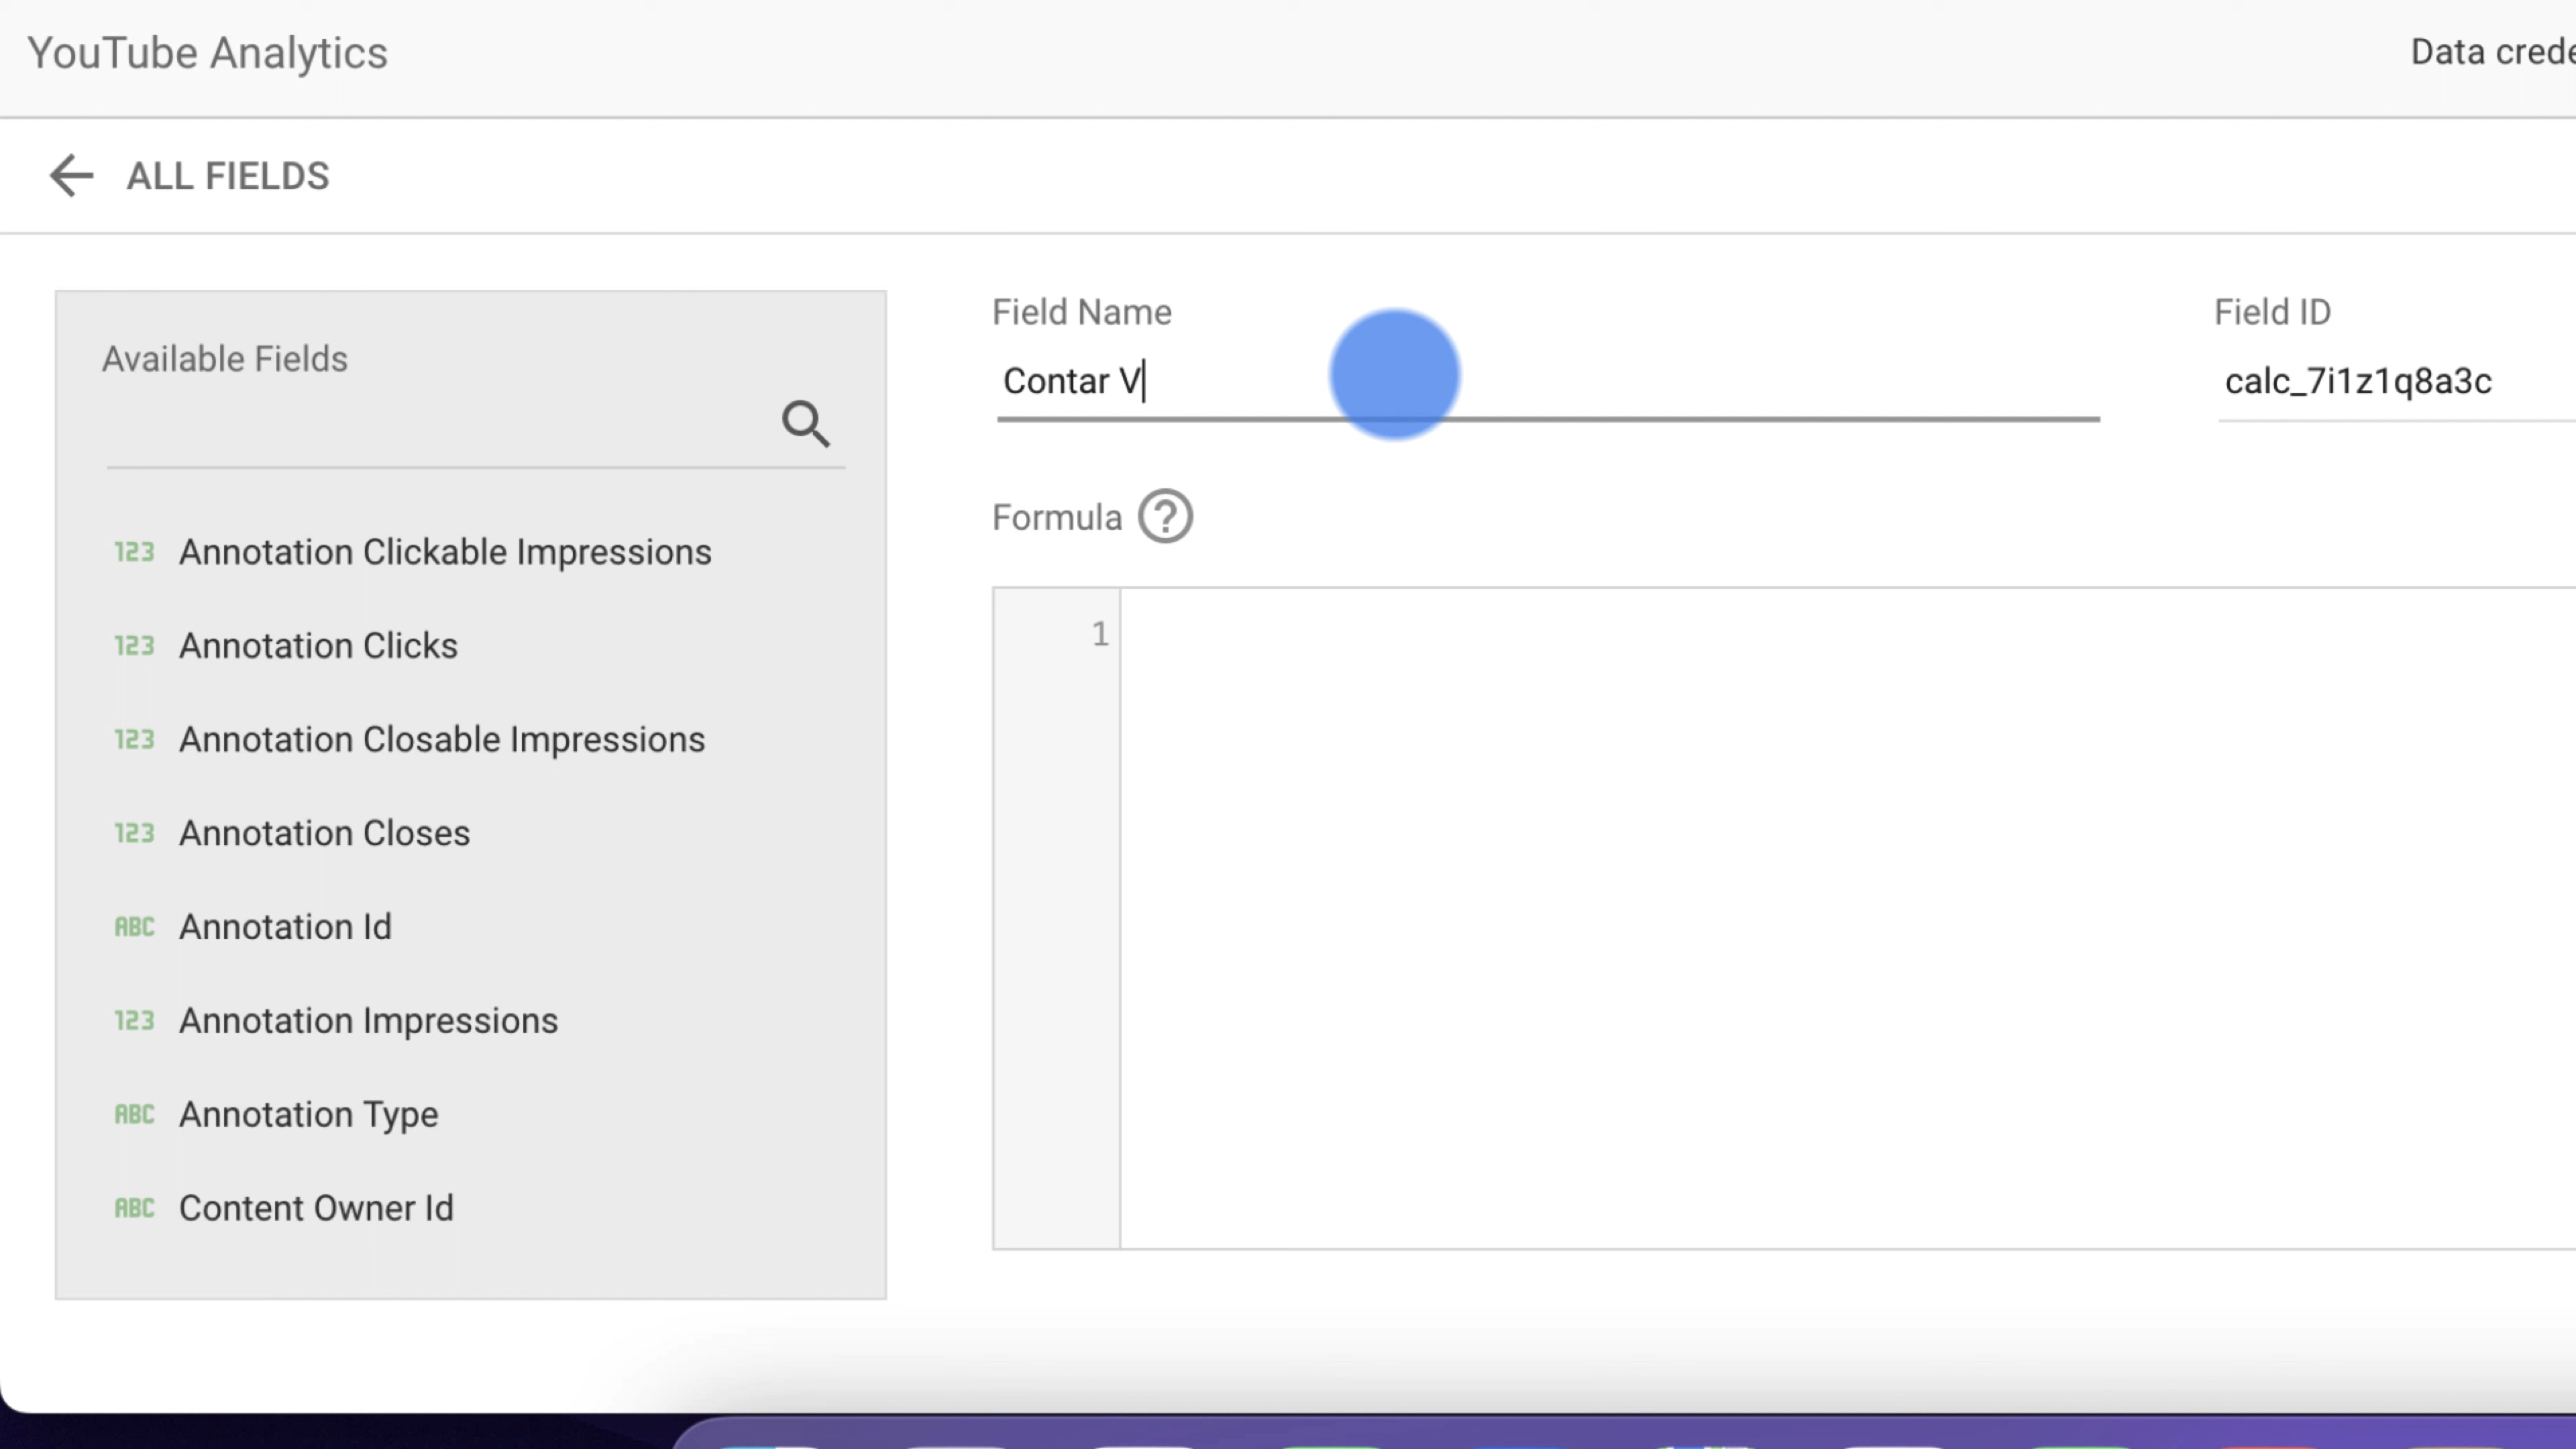 YouTube Analytics
Data crede
ALL FIELDS
Available Fields
123 Annotation Clickable Impressions
123 Annotation Clicks
123 Annotation Closable Impressions
123 Annotation Closes
ABC Annotation Id
123 Annotation Impressions
ABC Annotation Type
ABC Content Owner Id
Field Name
Contar V
Field ID
calc_7i1z1q8a3c
Formula ?
1